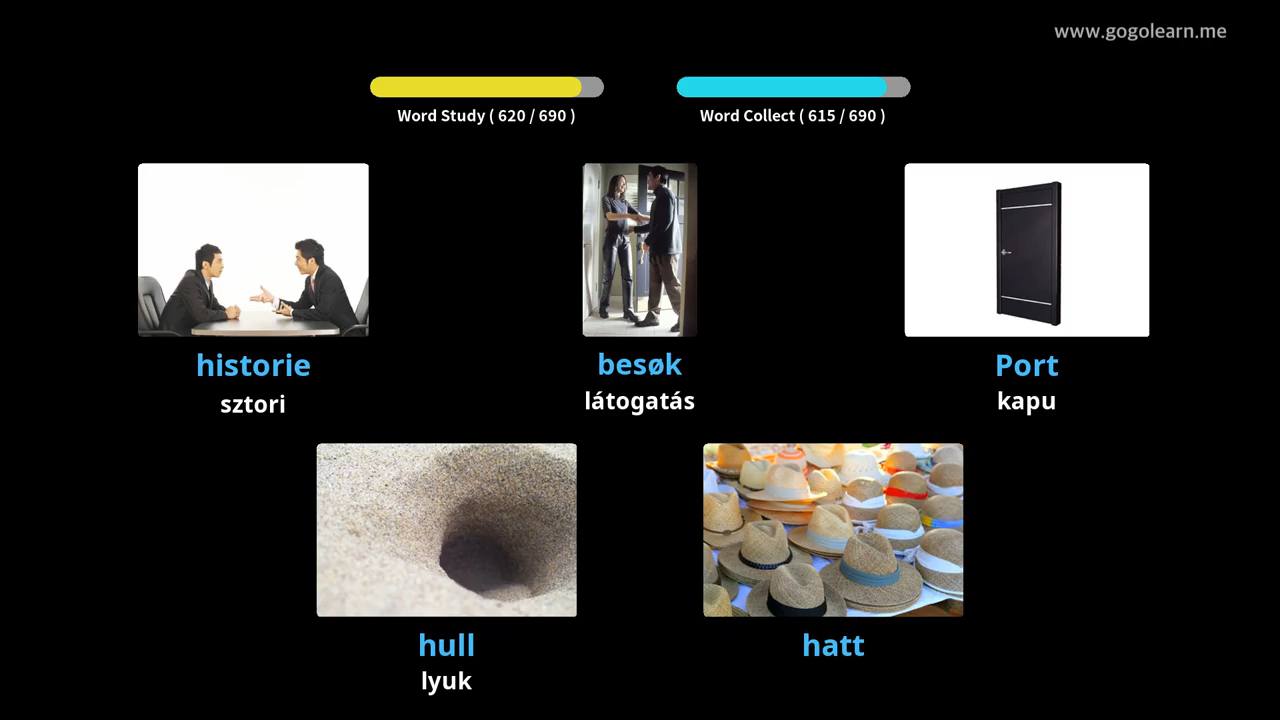 www.gogolearn.me
Word Study ( 620 / 690 )
Word Collect ( 615 / 690 )
historie
sztori
besøk
látogatás
Port
kapu
hull
lyuk
hatt